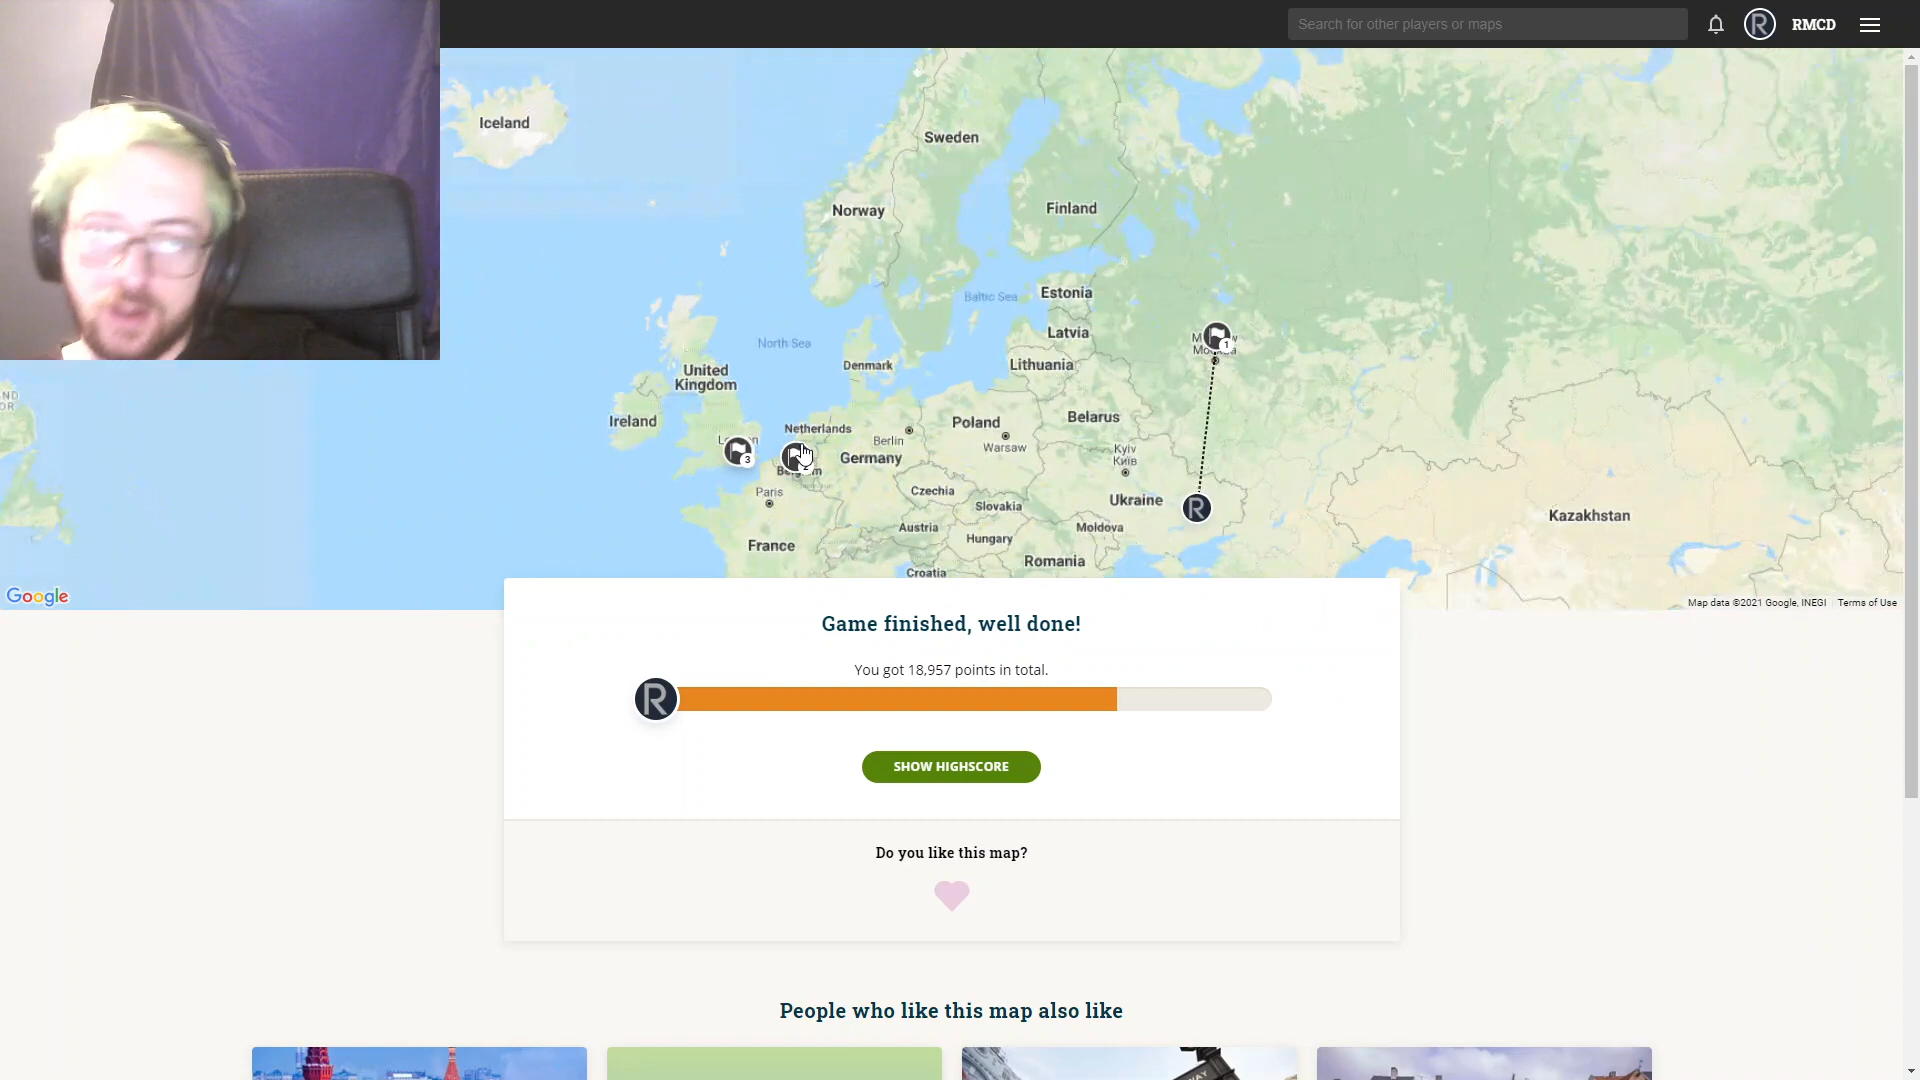 Search for other players or maps
R RMCD
Iceland
Sweden
Finland
Norway
Baltic Sea
Estonia
Latvia
North Sea
1
Denmark
Lithuania
United
Kingdom
Belarus
Ireland
Netherlands
Berlin
Poland
Warsaw
Germany
Kyiv
Київ
3
Paris
Czechia
Slovakia
Ukraine
R
Kazakhstan
Austria
Moldova
Hungary
France
Romania
Croatia
Google
Map data ©2021 Google, INEGI
Terms of Use
Game finished, well done!
You got 18,957 points in total.
R
SHOW HIGHSCORE
Do you like this map?
People who like this map also like